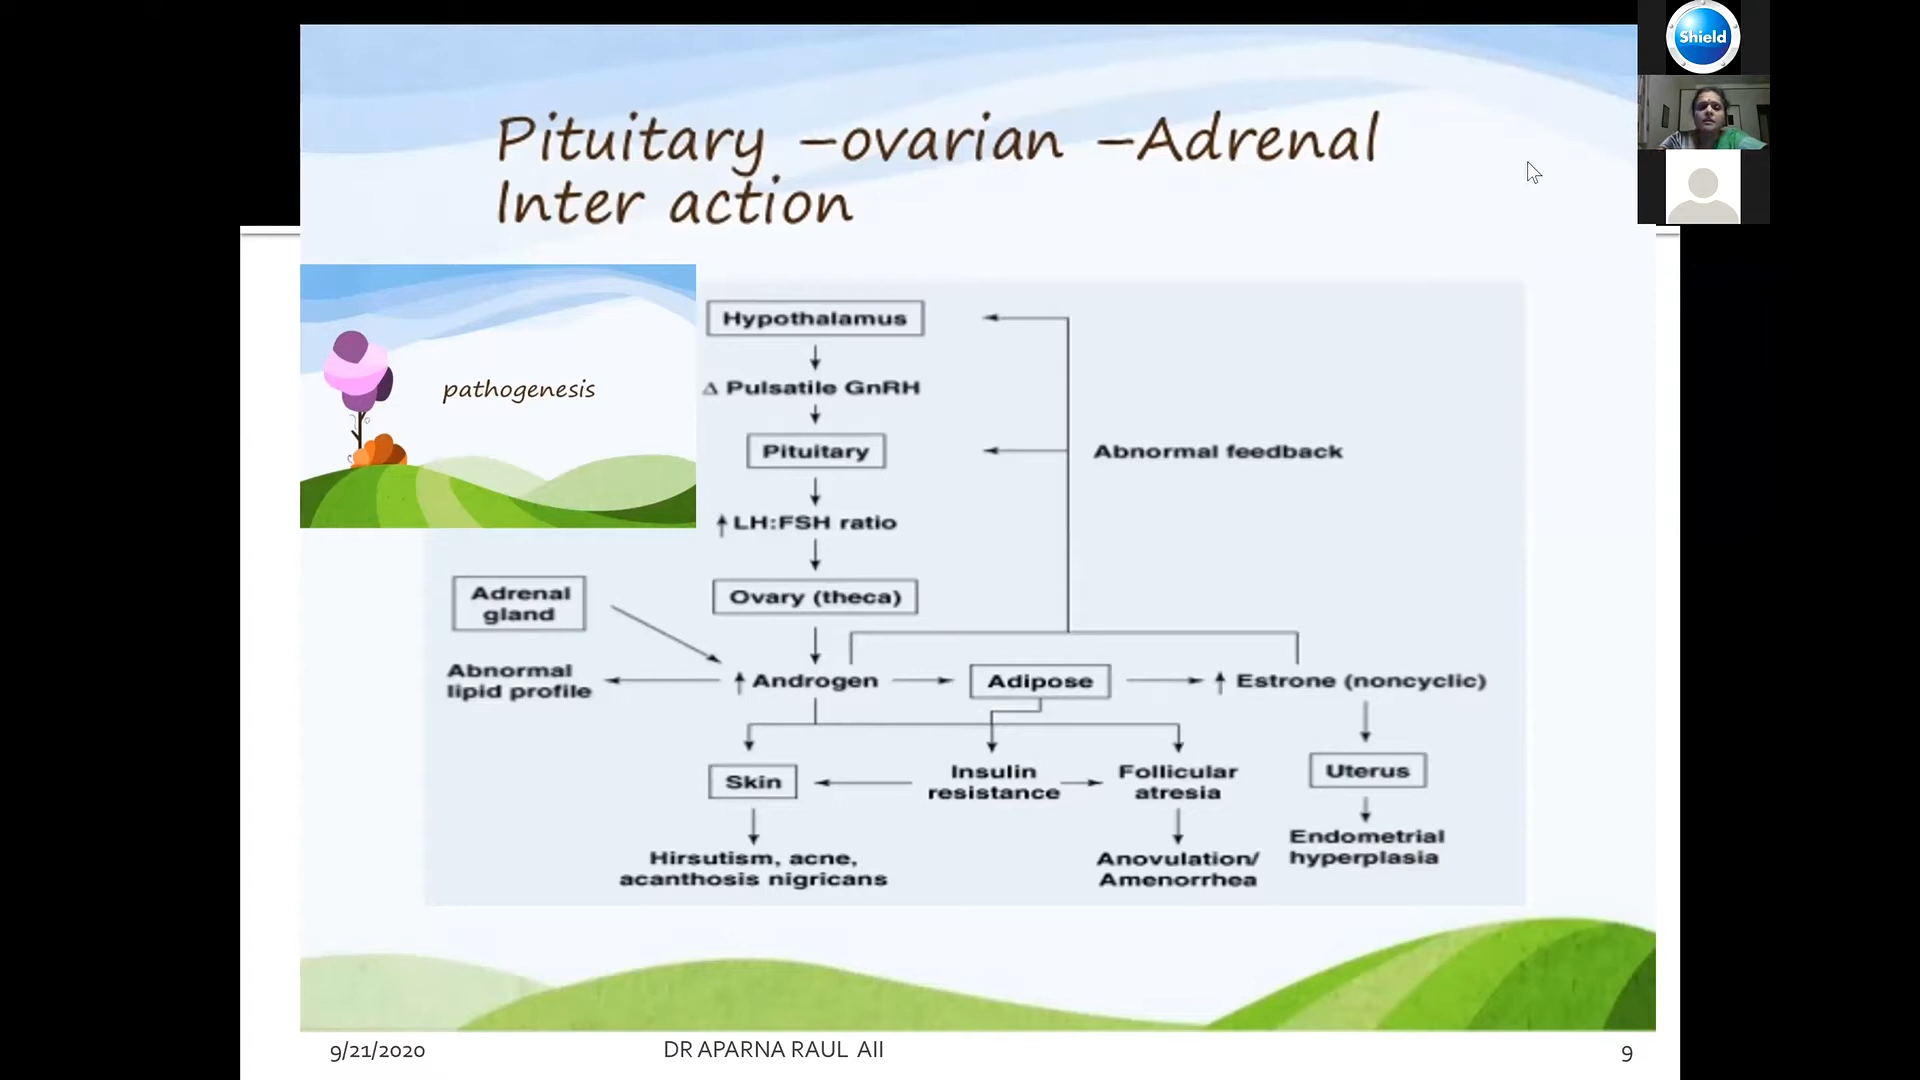 Shield
Pituitary –ovarian –Adrenal
Inter action
pathogenesis
Hypothalamus
Δ Pulsatile GnRH
Pituitary
Abnormal feedback
↑ LH:FSH ratio
Adrenal
gland
Ovary (theca)
Abnormal
lipid profile
↑ Androgen
Adipose
↑ Estrone (noncyclic)
Skin
Insulin
resistance
Follicular
atresia
Uterus
Hirsutism, acne,
acanthosis nigricans
Anovulation/
Amenorrhea
Endometrial
hyperplasia
9/21/2020
DR APARNA RAUL AII
9